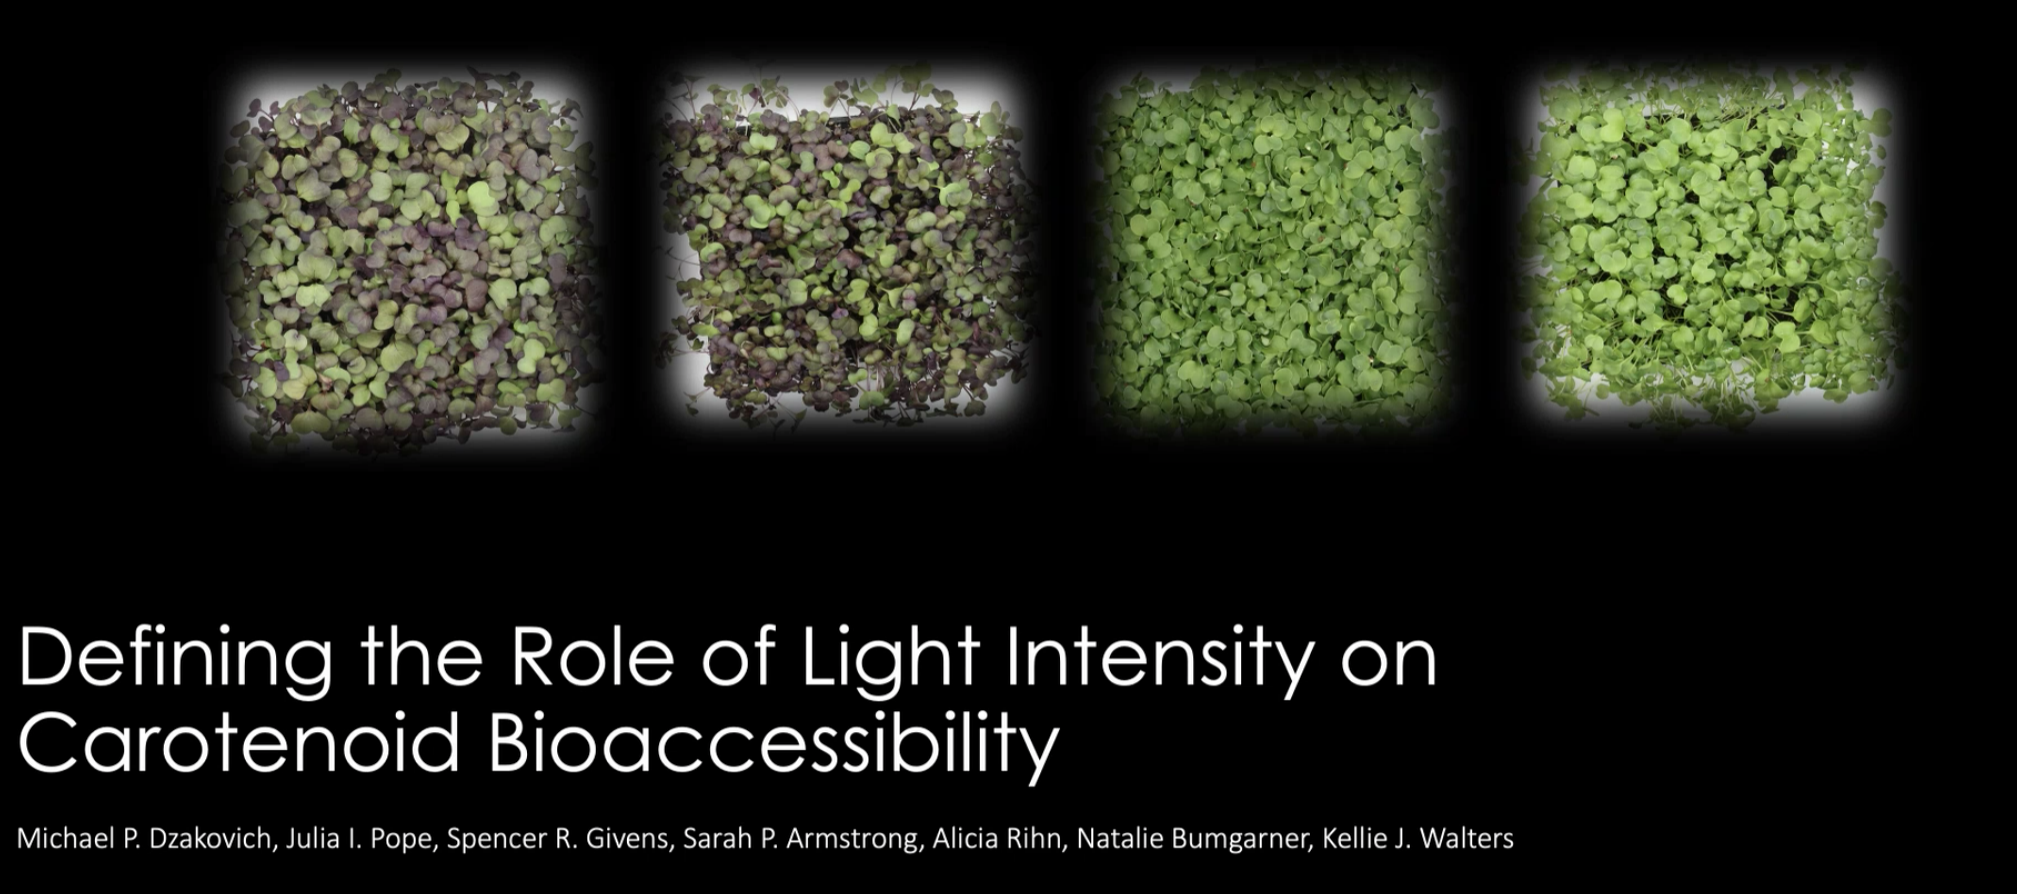 Defining the Role of Light Intensity on
Carotenoid Bioaccessibility
Michael P. Dzakovich, Julia I. Pope, Spencer R. Givens, Sarah P. Armstrong, Alicia Rihn, Natalie Bumgarner, Kellie J. Walters